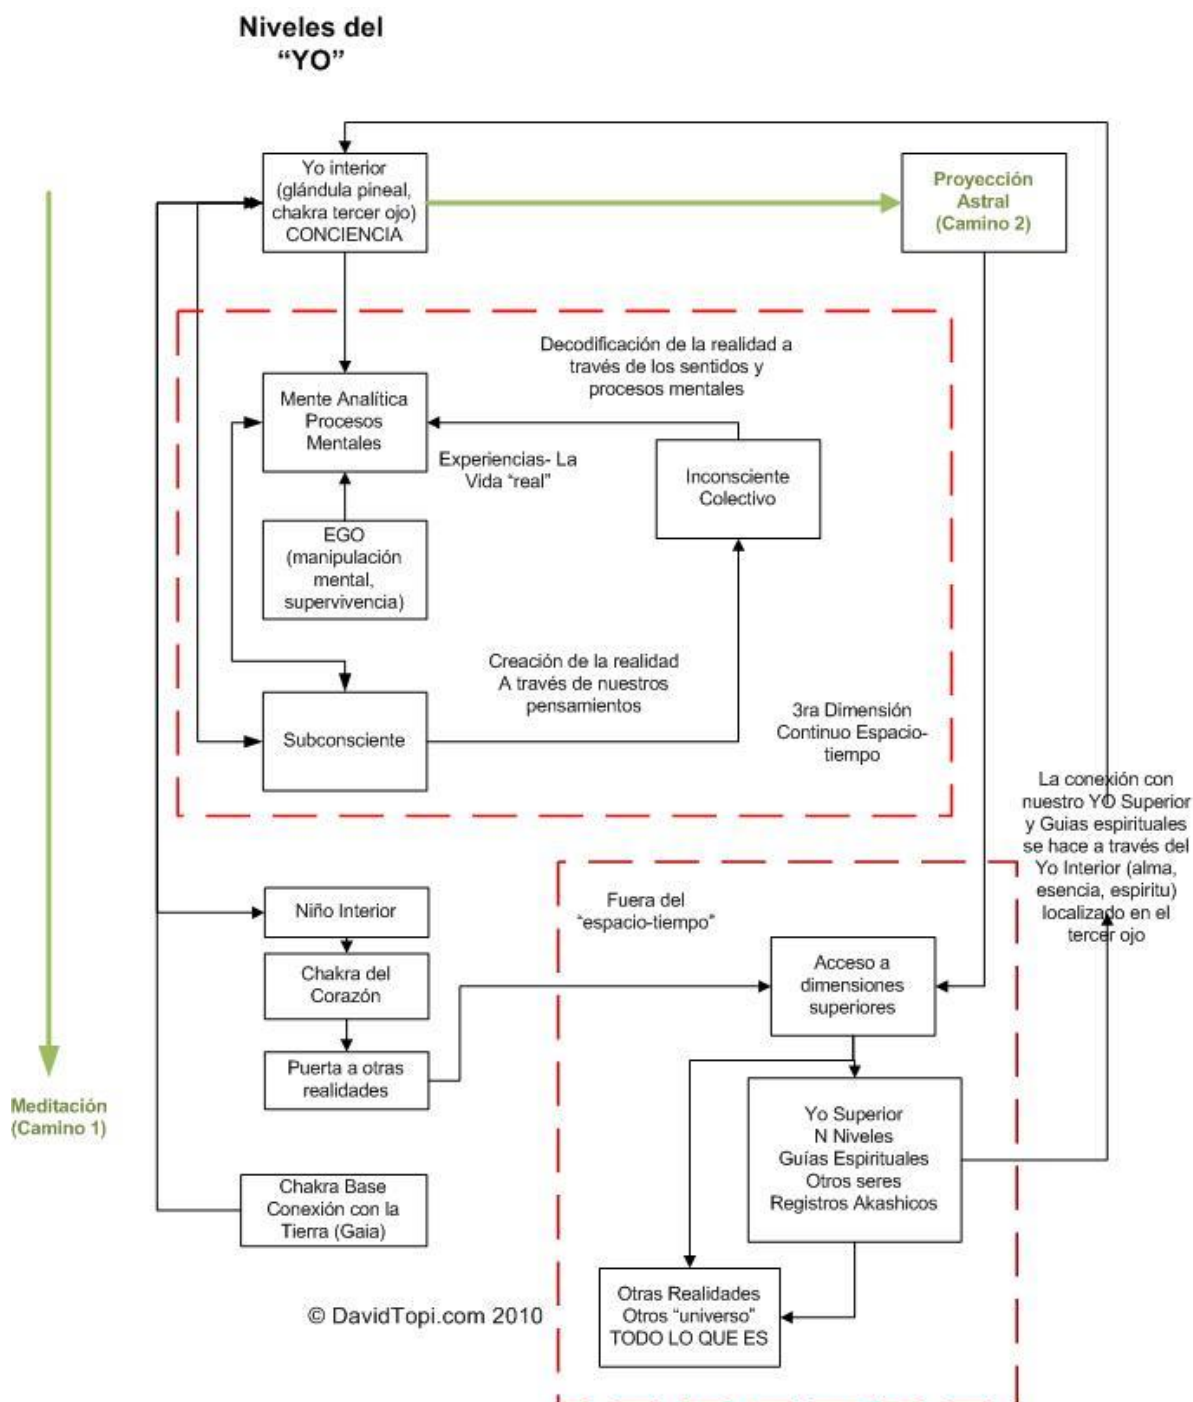 Niveles del
“YO”
Yo interior
(glándula pineal,
chakra tercer ojo)
CONCIENCIA
Proyección
Astral
(Camino 2)
Decodificación de la realidad a
través de los sentidos y
procesos mentales
Mente Analítica
Procesos
Mentales
Experiencias- La
Vida “real”
Inconsciente
Colectivo
EGO
(manipulación
mental,
supervivencia)
Creación de la realidad
A través de nuestros
pensamientos
Subconsciente
3ra Dimensión
Continuo Espacio-
tiempo
La conexión con
nuestro YO Superior
y Guias espirituales
se hace a través del
Yo Interior (alma,
esencia, espiritu)
localizado en el
tercer ojo
Niño Interior
Fuera del
“espacio-tiempo”
Chakra del
Corazón
Acceso a
dimensiones
superiores
Puerta a otras
realidades
Meditación
(Camino 1)
Yo Superior
N Niveles
Guías Espirituales
Otros seres
Registros Akashicos
Chakra Base
Conexión con la
Tierra (Gaia)
Otras Realidades
Otros “universo”
TODO LO QUE ES
© DavidTopi.com 2010